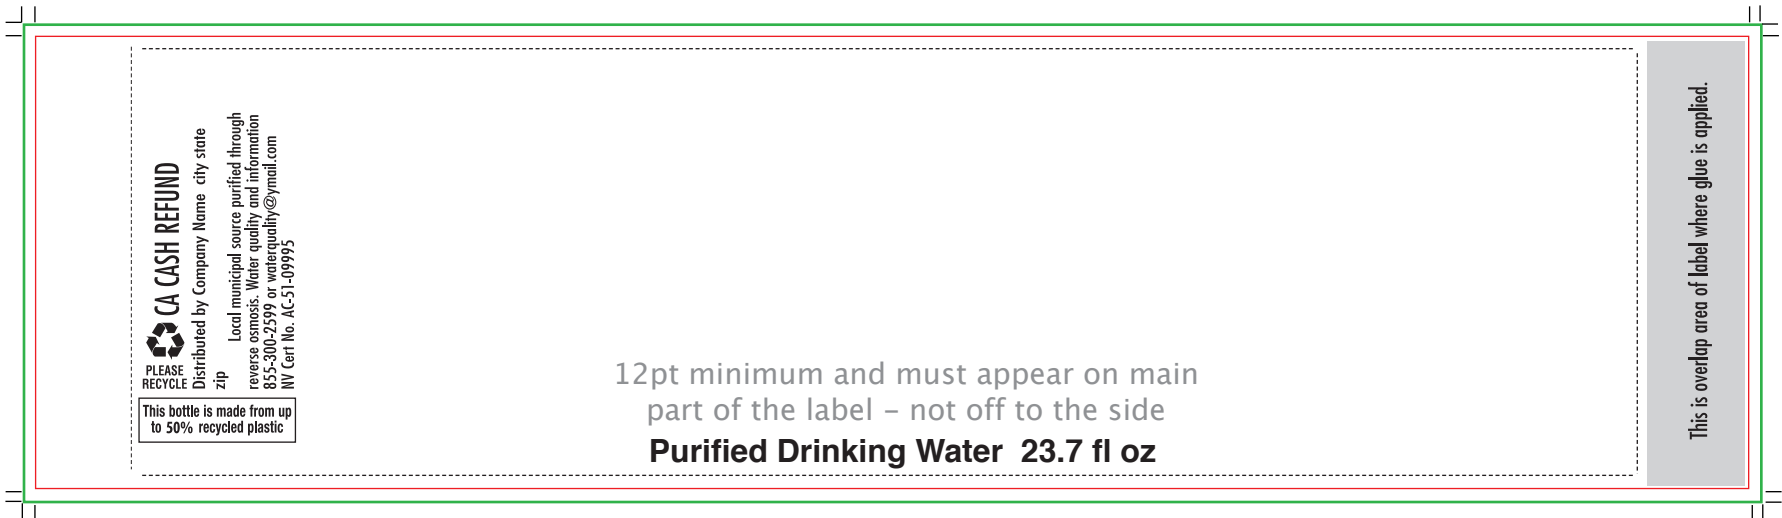 PLEASE
RECYCLE
CA CASH REFUND
Distributed by Company Name city state
zip
Local municipal source purified through
reverse osmosis. Water quality and information
855-300-2599 or waterquality@ymail.com
NV Cert No. AC-51-09995
This bottle is made from up
to 50% recycled plastic
12pt minimum and must appear on main
part of the label – not off to the side
Purified Drinking Water 23.7 fl oz
This is overlap area of label where glue is applied.